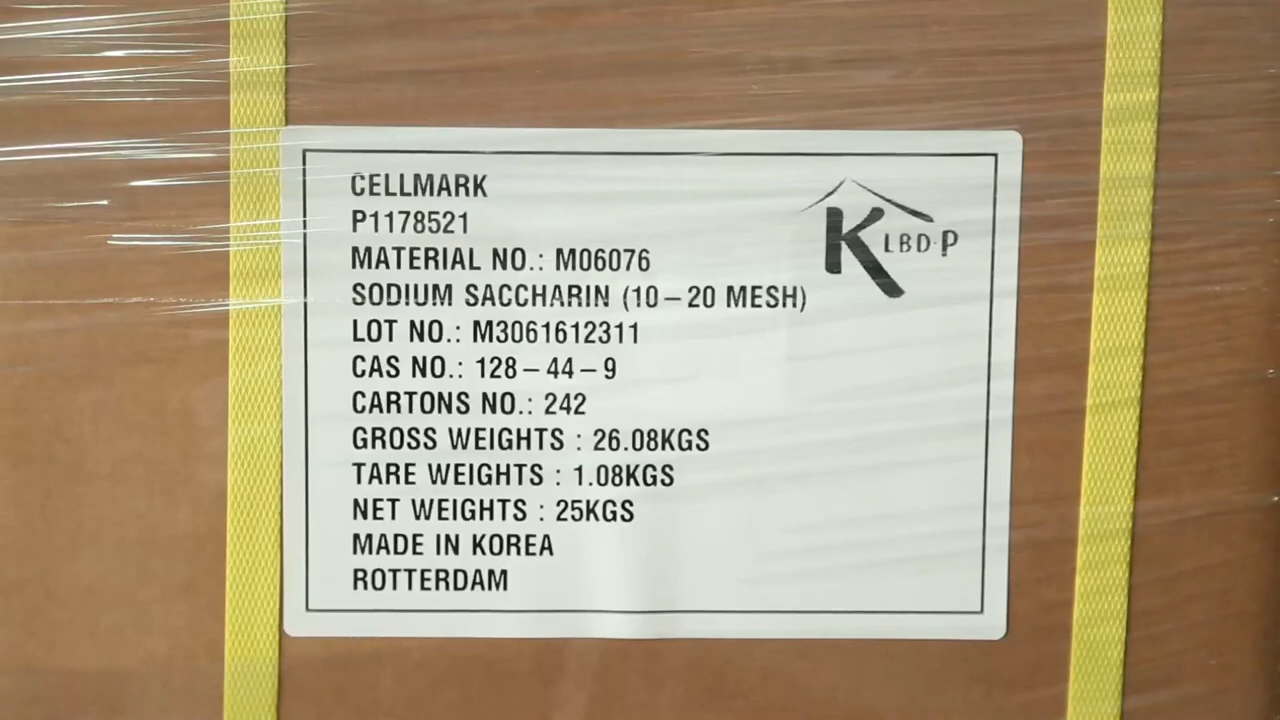 CELLMARK
P1178521
MATERIAL NO.: M06076
SODIUM SACCHARIN (10–20 MESH)
LOT NO.: M3061612311
CAS NO.: 128–44–9
CARTONS NO.: 242
GROSS WEIGHTS : 26.08KGS
TARE WEIGHTS : 1.08KGS
NET WEIGHTS : 25KGS
MADE IN KOREA
ROTTERDAM
K LBD·P